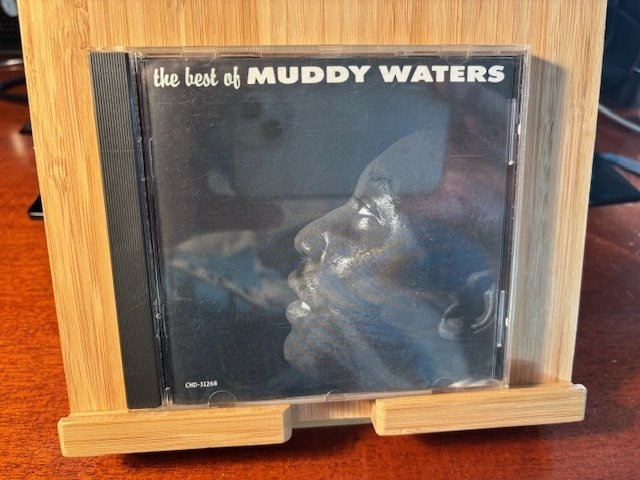 the best of MUDDY WATERS
CHD-31268